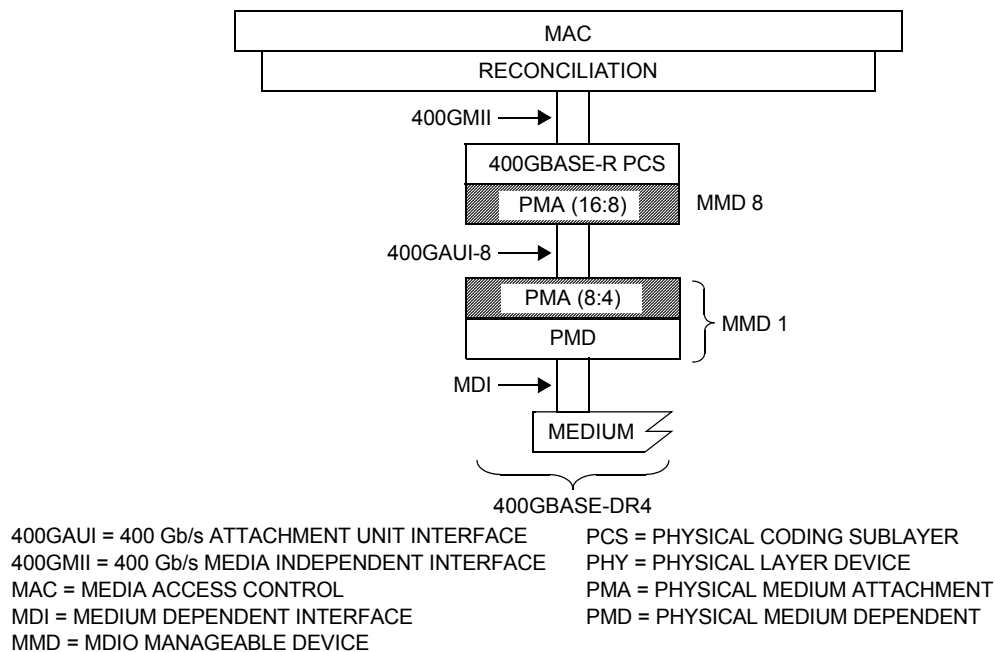 MAC
RECONCILIATION
400GMII
400GBASE-R PCS
PMA (16:8)
MMD 8
400GAUI-8
PMA (8:4)
MMD 1
PMD
MDI
MEDIUM
400GBASE-DR4
400GAUI = 400 Gb/s ATTACHMENT UNIT INTERFACE
400GMII = 400 Gb/s MEDIA INDEPENDENT INTERFACE
MAC = MEDIA ACCESS CONTROL
MDI = MEDIUM DEPENDENT INTERFACE
MMD = MDIO MANAGEABLE DEVICE
PCS = PHYSICAL CODING SUBLAYER
PHY = PHYSICAL LAYER DEVICE
PMA = PHYSICAL MEDIUM ATTACHMENT
PMD = PHYSICAL MEDIUM DEPENDENT